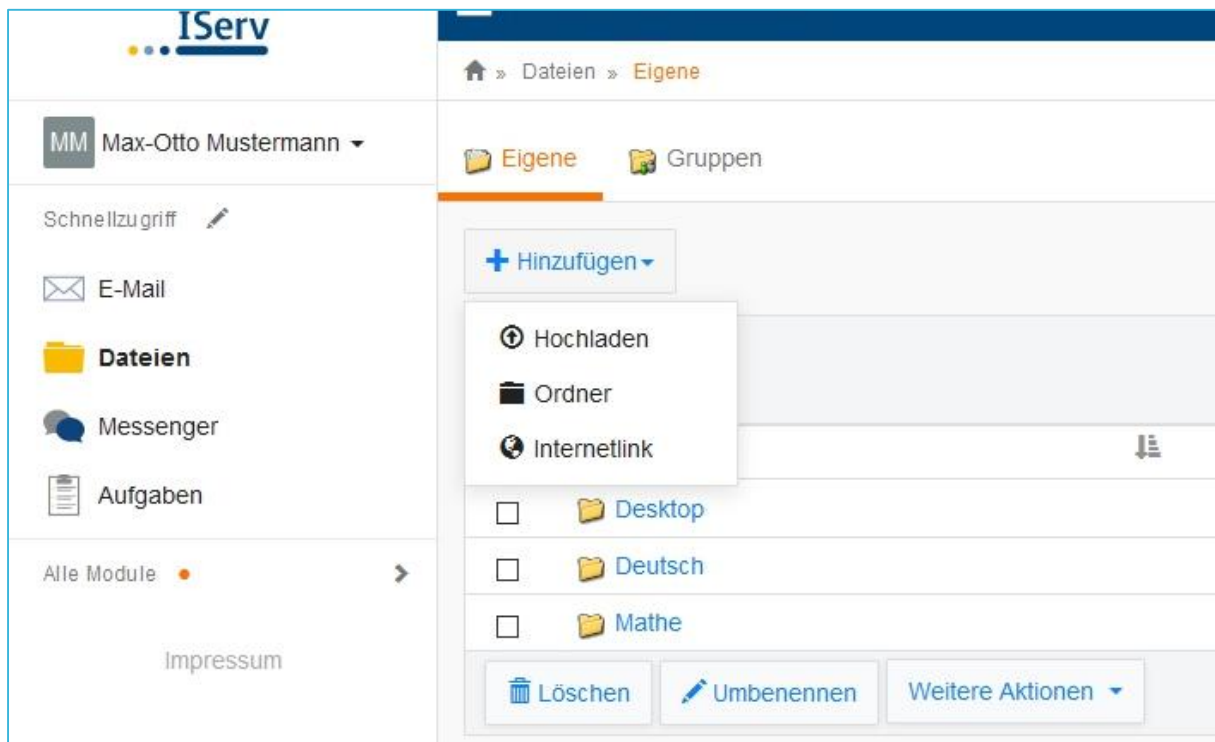 IServ
MM Max-Otto Mustermann
Schnellzugriff
E-Mail
Dateien
Messenger
Aufgaben
Alle Module
Impressum
» Dateien » Eigene
Eigene Gruppen
Hinzufügen
Hochladen
Ordner
Internetlink
Desktop
Deutsch
Mathe
Löschen Umbenennen Weitere Aktionen